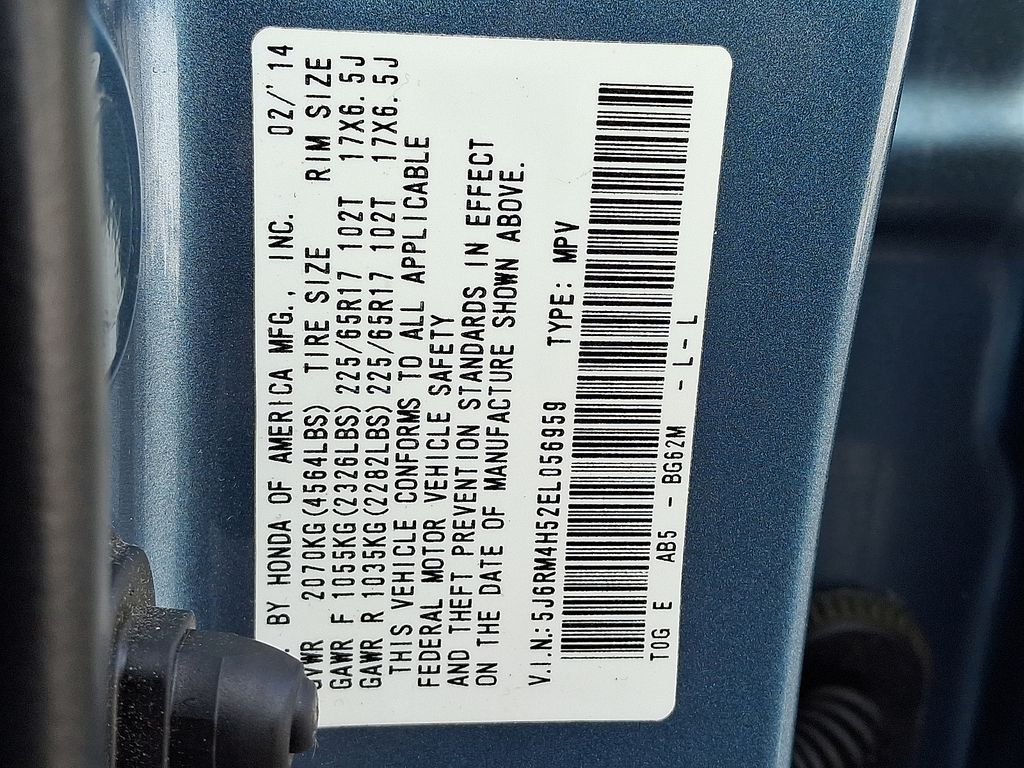 . BY HONDA OF AMERICA MFG., INC. 02/'14
GVWR 2070KG(4564LBS) TIRE SIZE RIM SIZE
GAWR F 1055KG(2326LBS)225/65R17 102T 17X6.5J
GAWR R 1035KG(2282LBS)225/65R17 102T 17X6.5J
THIS VEHICLE CONFORMS TO ALL APPLICABLE
FEDERAL MOTOR VEHICLE SAFETY
AND THEFT PREVENTION STANDARDS IN EFFECT
ON THE DATE OF MANUFACTURE SHOWN ABOVE.
V.I.N.: 5J6RM4H52EL056959 TYPE: MPV
TOG E AB5 - BG62M - L - L